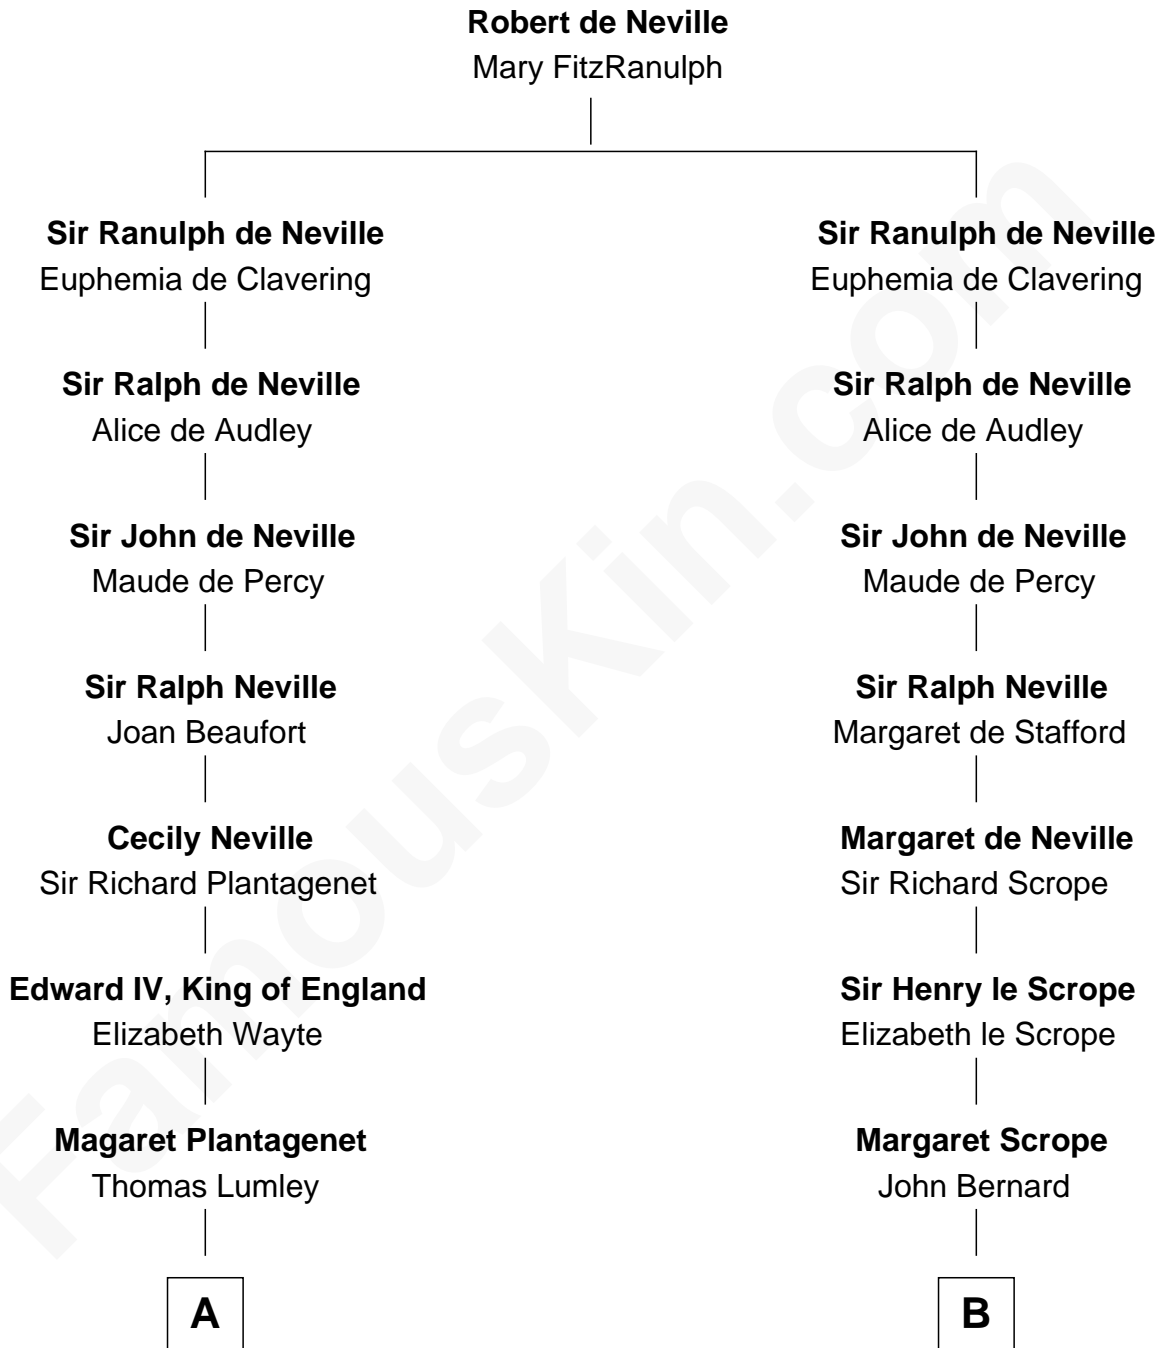 Robert de Neville
Mary FitzRanulph
Sir Ranulph de Neville
Euphemia de Clavering
Sir Ranulph de Neville
Euphemia de Clavering
Sir Ralph de Neville
Alice de Audley
Sir Ralph de Neville
Alice de Audley
Sir John de Neville
Maude de Percy
Sir John de Neville
Maude de Percy
Sir Ralph Neville
Joan Beaufort
Sir Ralph Neville
Margaret de Stafford
Cecily Neville
Sir Richard Plantagenet
Margaret de Neville
Sir Richard Scrope
Edward IV, King of England
Elizabeth Wayte
Sir Henry le Scrope
Elizabeth le Scrope
Magaret Plantagenet
Thomas Lumley
Margaret Scrope
John Bernard
A
B
FamousKin.com